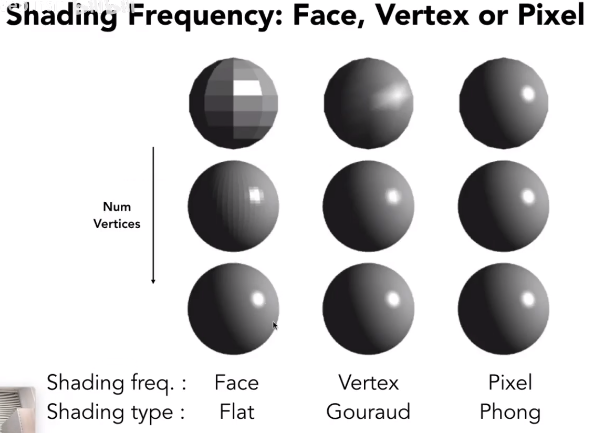 Shading Frequency: Face, Vertex or Pixel
Num
Vertices
Shading freq. : Face Vertex Pixel
Shading type : Flat Gouraud Phong